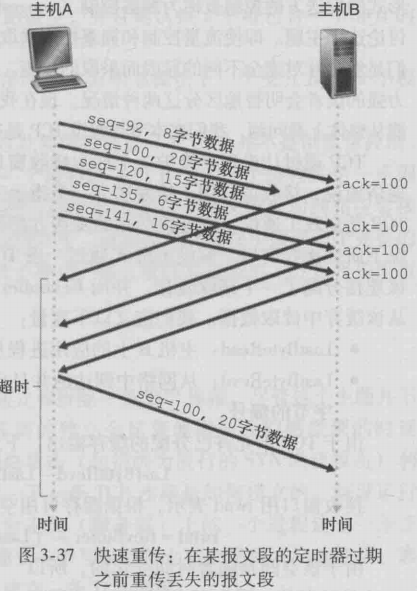 主机A
主机B
seq=92, 8字节数据
seq=100, 20字节数据
seq=120, 15字节数据
seq=135, 6字节数据
seq=141, 16字节数据
ack=100
ack=100
ack=100
ack=100
超时
seq=100, 20字节数据
时间
时间
图 3-37 快速重传:在某报文段的定时器过期
之前重传丢失的报文段